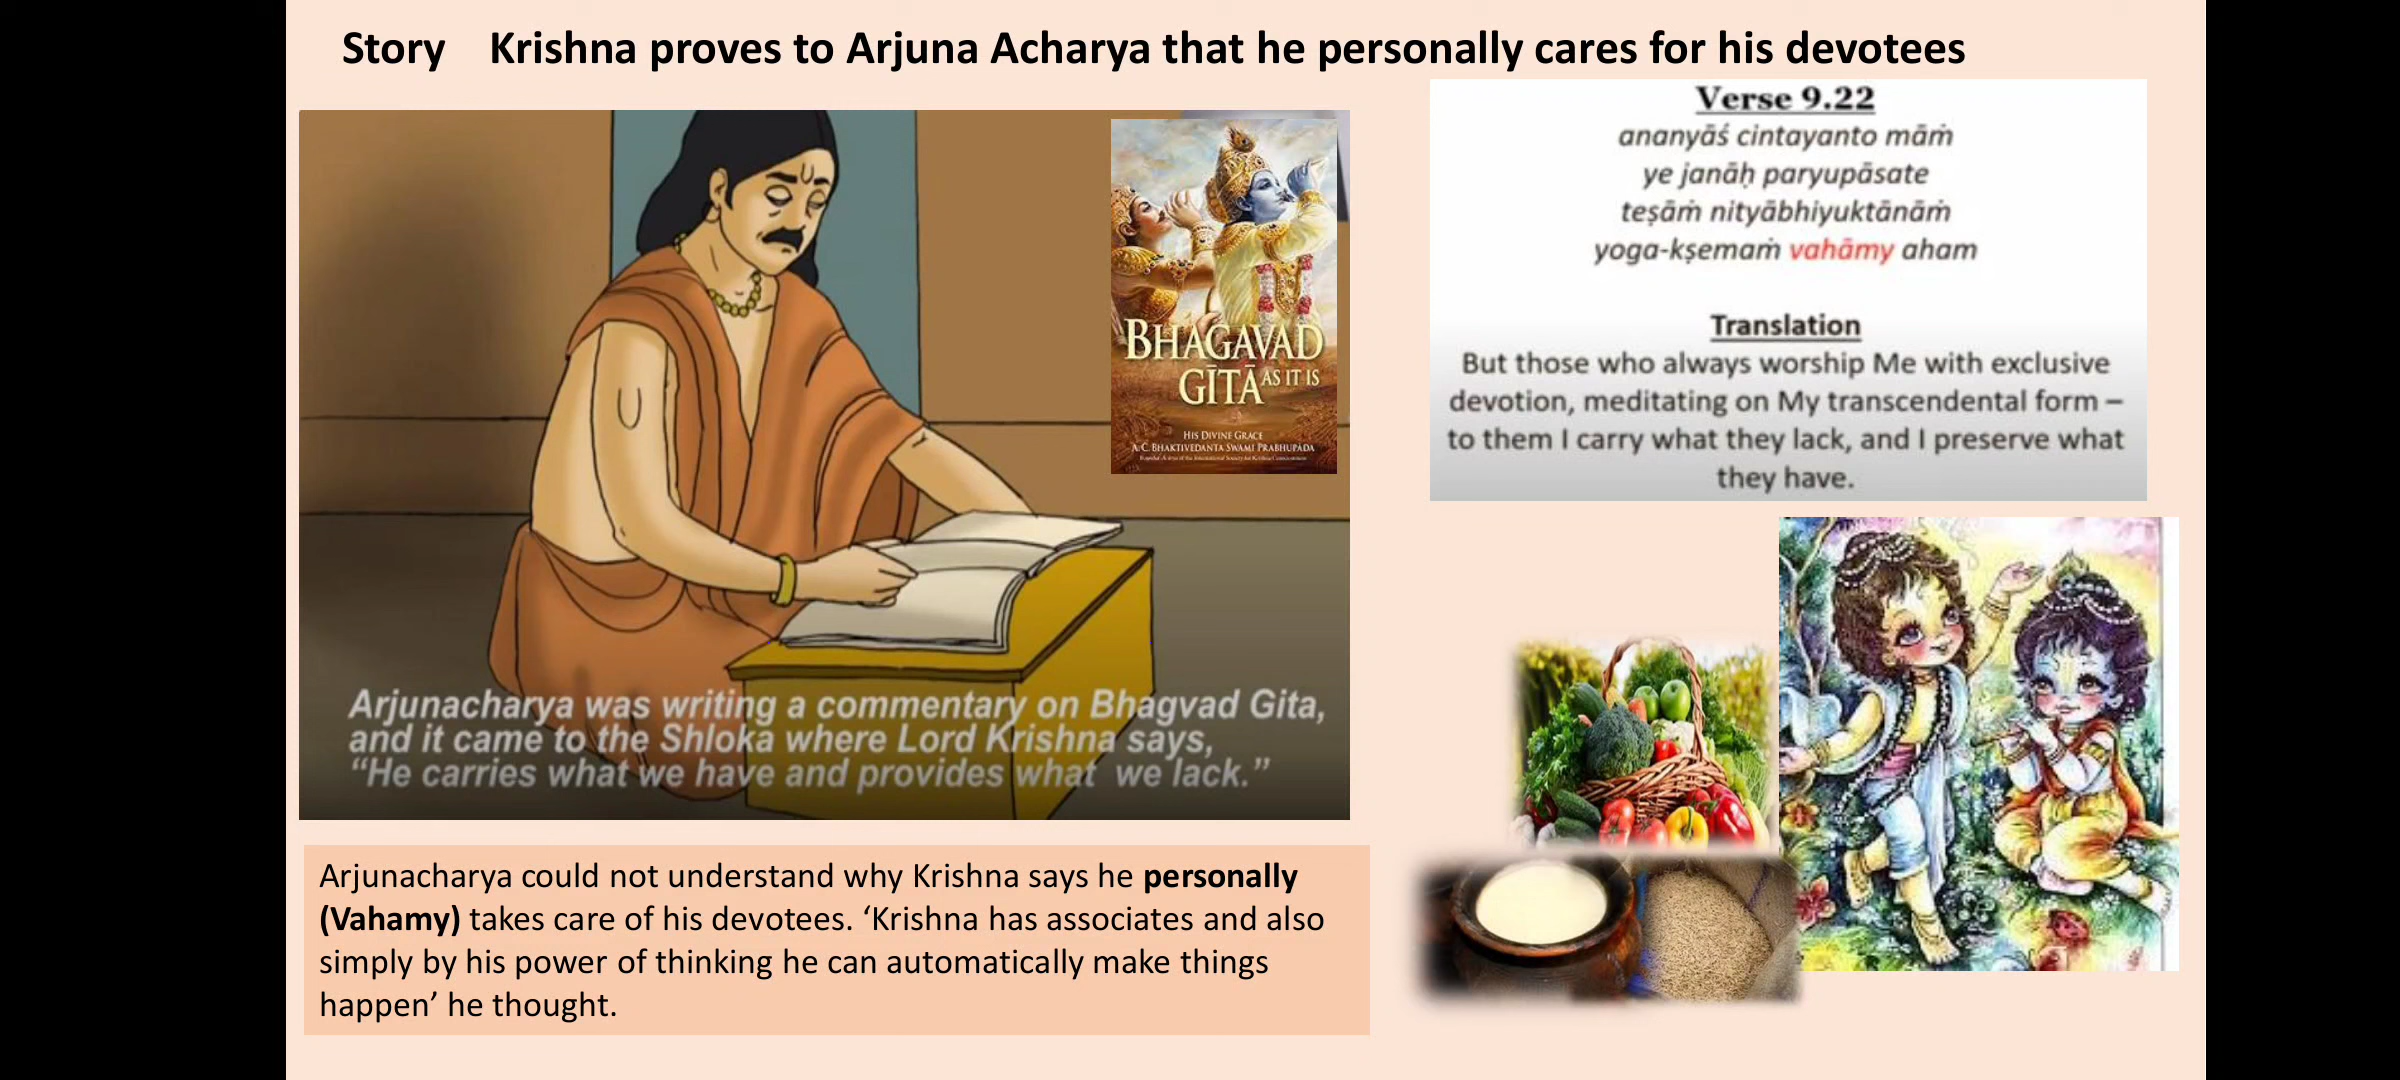 Story    Krishna proves to Arjuna Acharya that he personally cares for his devotees
Verse 9.22
ananyāś cintayanto māṁ
ye janāḥ paryupāsate
teṣāṁ nityābhiyuktānāṁ
yoga-kṣemaṁ vahāmy aham
Translation
But those who always worship Me with exclusive
devotion, meditating on My transcendental form –
to them I carry what they lack, and I preserve what
they have.
BHAGAVAD
GĪTĀ AS IT IS
HIS DIVINE GRACE
A.C. BHAKTIVEDANTA SWAMI PRABHUPĀDA
Arjunacharya was writing a commentary on Bhagvad Gita,
and it came to the Shloka where Lord Krishna says,
“He carries what we have and provides what  we lack.”
Arjunacharya could not understand why Krishna says he personally
(Vahamy) takes care of his devotees. ‘Krishna has associates and also
simply by his power of thinking he can automatically make things
happen’ he thought.